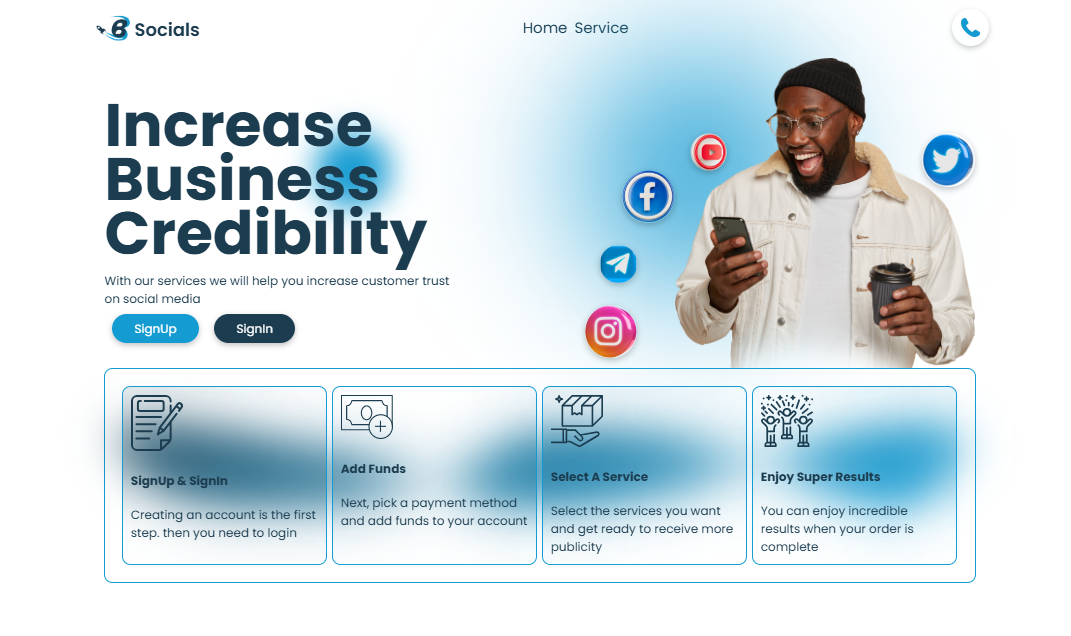 B Socials
Home Service
Increase
Business
Credibility
With our services we will help you increase customer trust
on social media
SignUp
SignIn
SignUp & SignIn
Creating an account is the first
step. then you need to login
Add Funds
Next, pick a payment method
and add funds to your account
Select A Service
Select the services you want
and get ready to receive more
publicity
Enjoy Super Results
You can enjoy incredible
results when your order is
complete